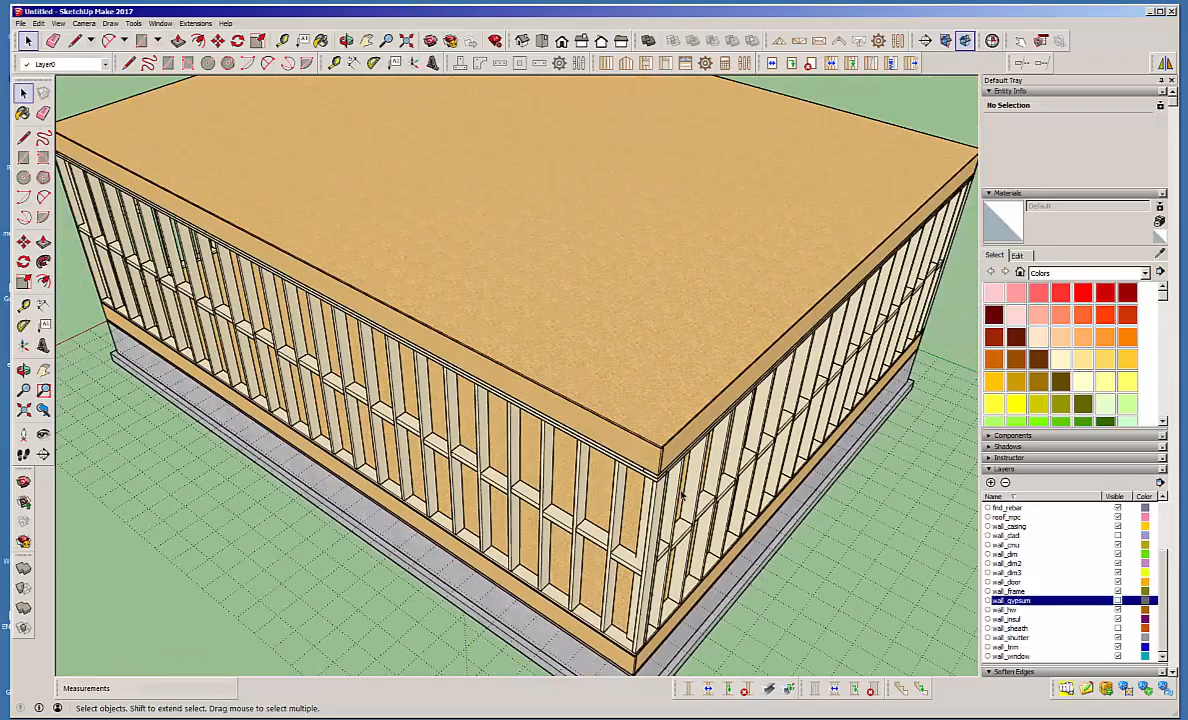 Untitled - SketchUp Make 2017
File Edit View Camera Draw Tools Window Extensions Help
Layer0
Default Tray
Entity Info
No Selection
Materials
Default
Select Edit
Colors
Components
Shadows
Instructor
Layers
Name Visible Color
fnd_rebar
roof_mpc
wall_casing
wall_clad
wall_cmu
wall_dim
wall_dim2
wall_dim3
wall_door
wall_frame
wall_gypsum
wall_hw
wall_insul
wall_sheath
wall_shutter
wall_trim
wall_window
Soften Edges
Measurements
Select objects. Shift to extend select. Drag mouse to select multiple.